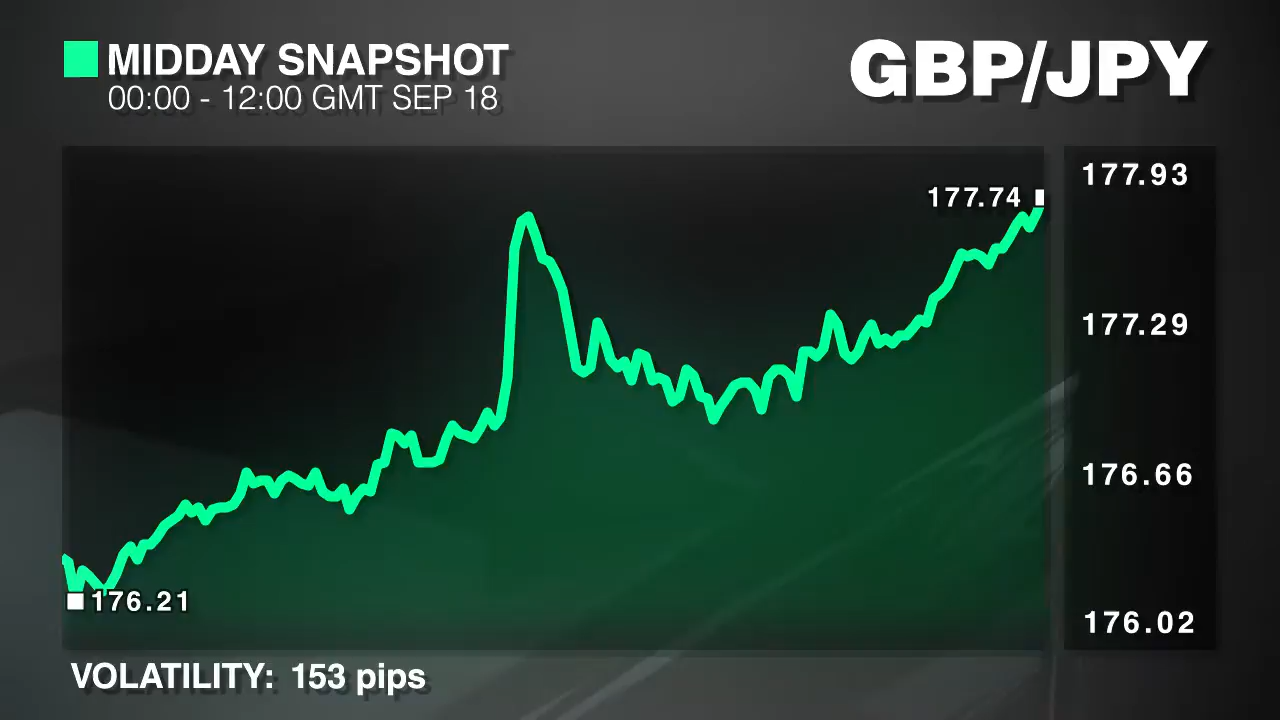 MIDDAY SNAPSHOT
00:00 - 12:00 GMT SEP 18
GBP/JPY
177.74
177.93
177.29
176.66
176.02
176.21
VOLATILITY: 153 pips